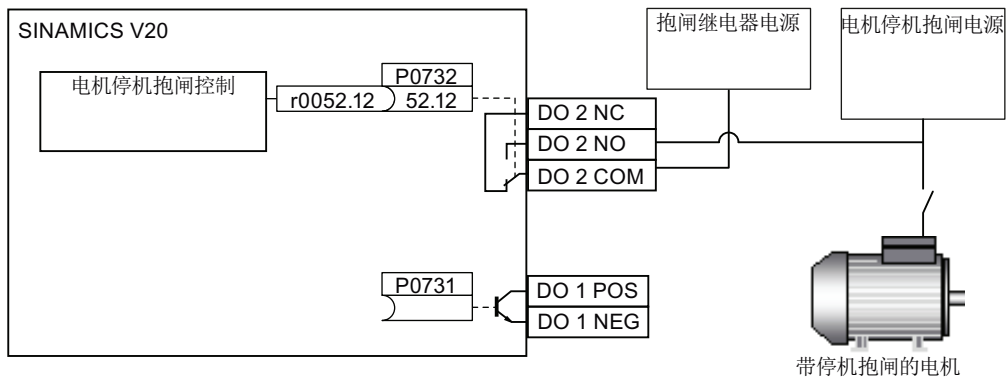 SINAMICS V20
抱闸继电器电源
电机停机抱闸电源
电机停机抱闸控制
P0732
r0052.12
52.12
DO 2 NC
DO 2 NO
DO 2 COM
P0731
DO 1 POS
DO 1 NEG
带停机抱闸的电机